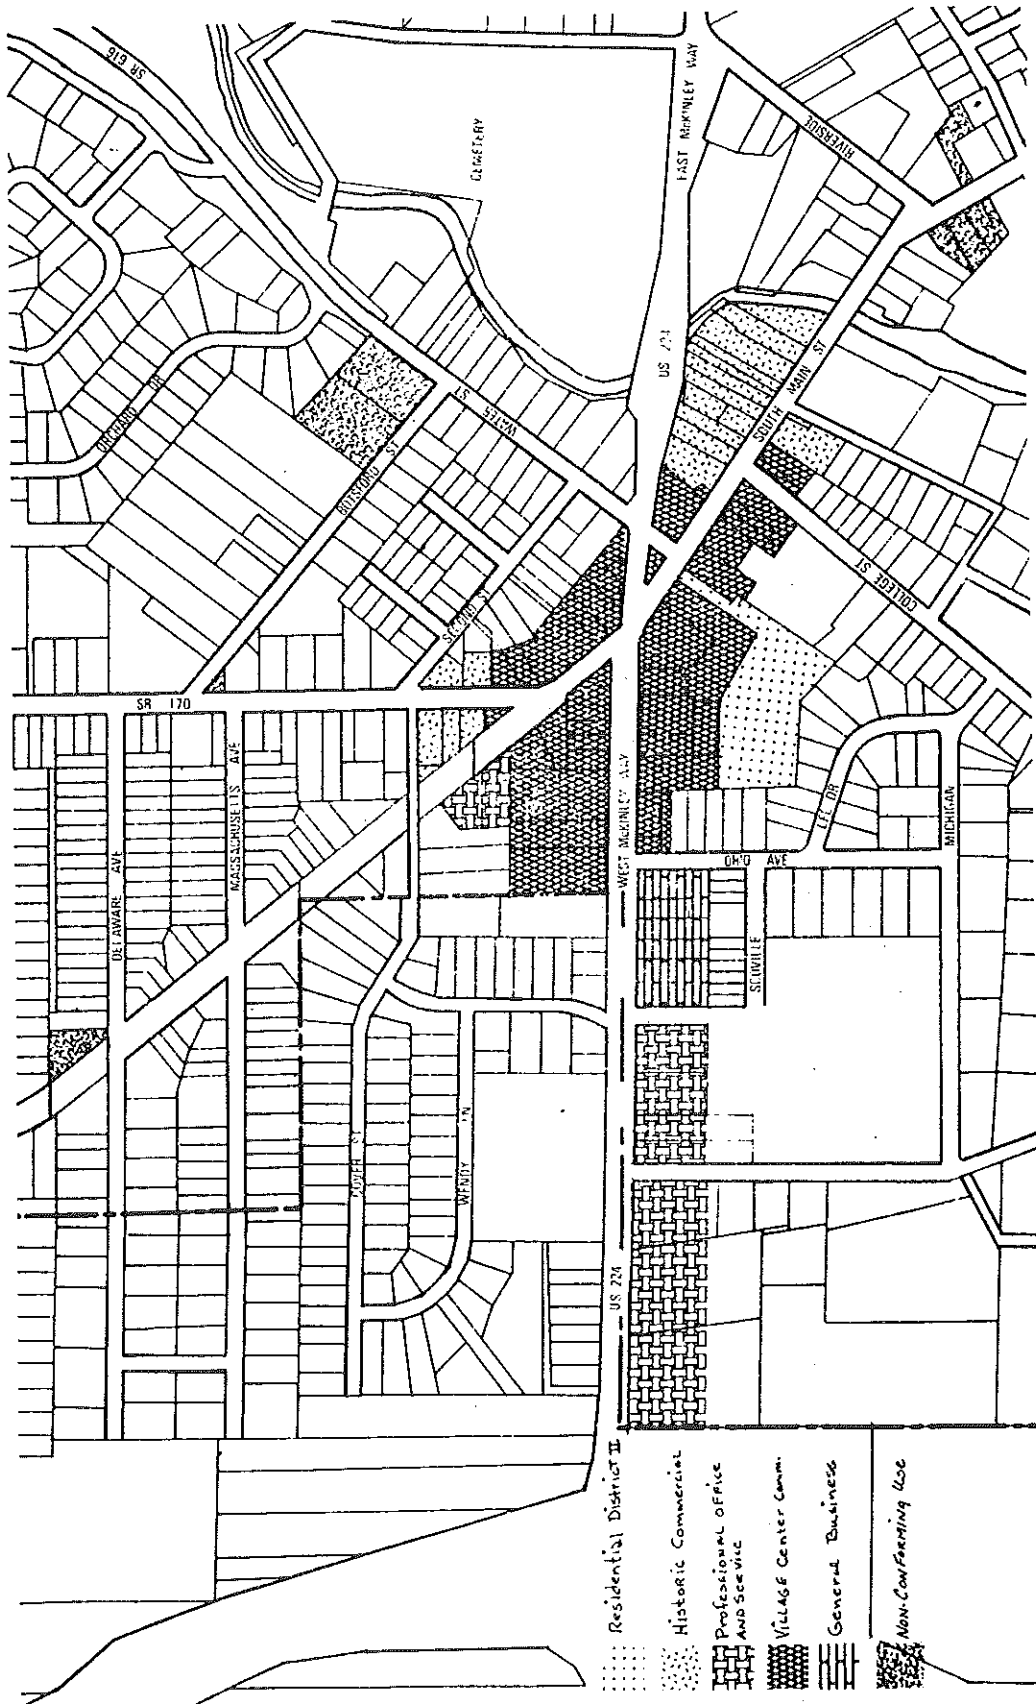 SR 616
CEMETERY
EAST McKINLEY WAY
RIVERSIDE
ORCHARD DR
BOTSFORD ST
WATER ST
US 224
SOUTH MAIN ST
SECOND ST
COLLEGE ST
SR 170
MASSACHUSETTS AVE
DELAWARE AVE
WEST McKINLEY WAY
LEE DR
OHIO AVE
MICHIGAN
SCOVILLE
COVER ST
WENDY LN
US 224
Residential District II
Historic Commercial
Professional Office
and Service
Village Center Comm.
General Business
Non-Conforming Use